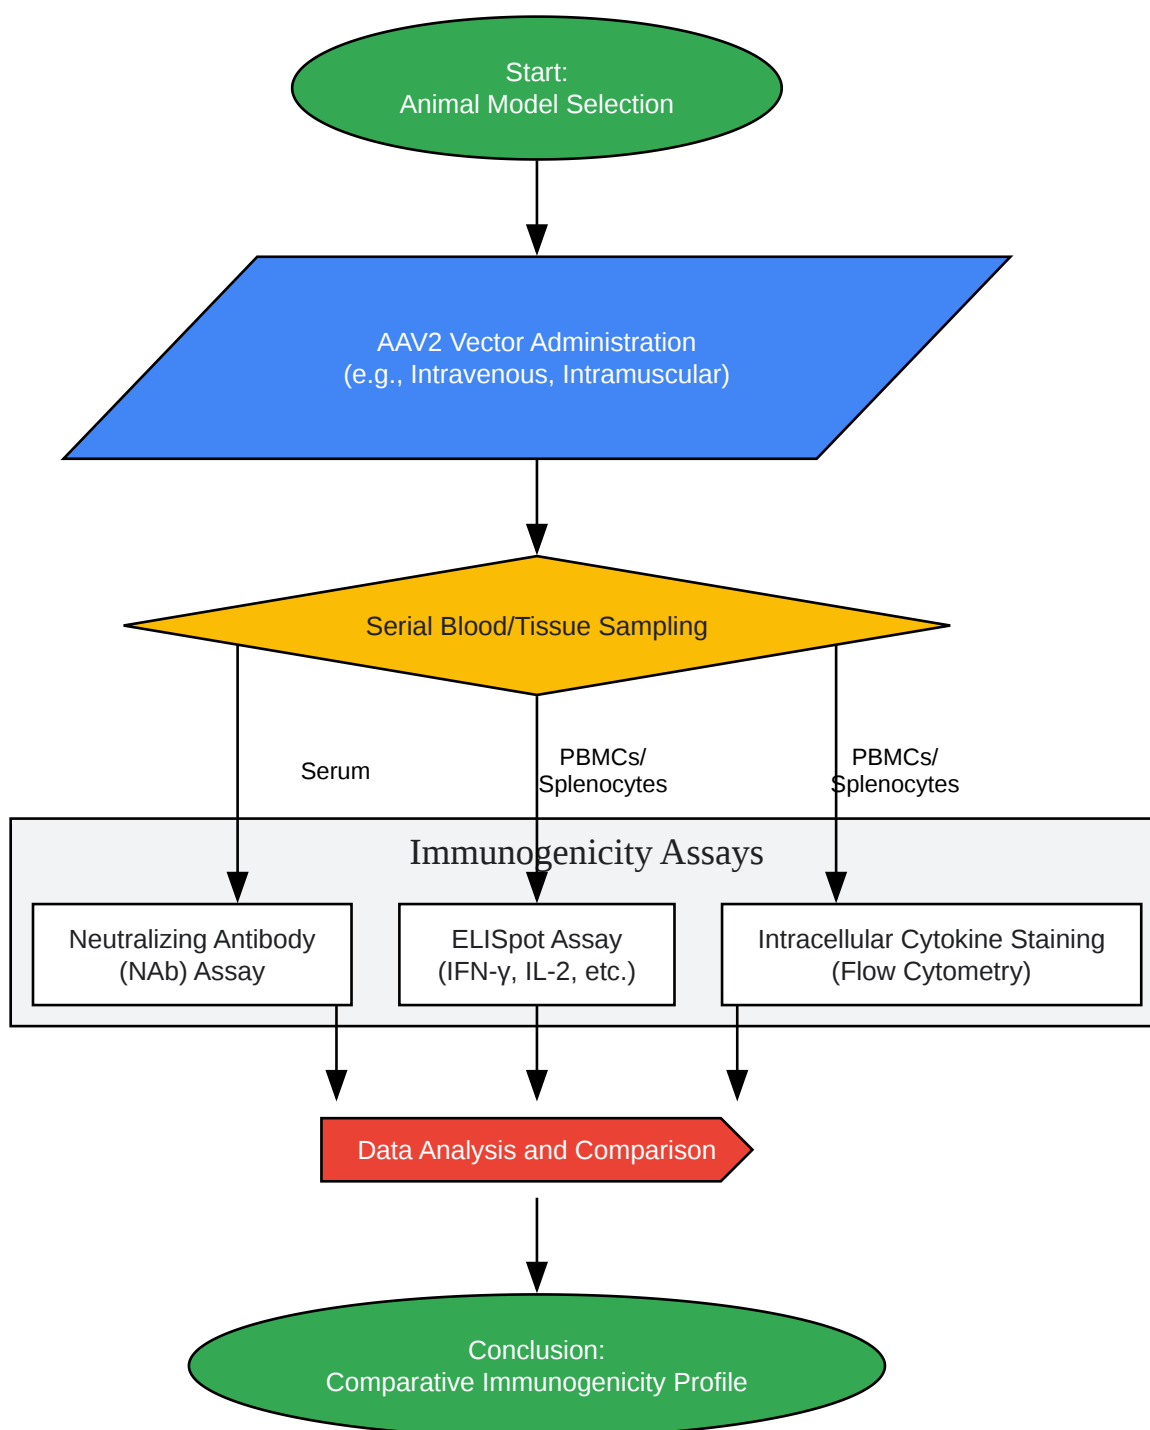 Start:
Animal Model Selection
AAV2 Vector Administration
(e.g., Intravenous, Intramuscular)
Serial Blood/Tissue Sampling
Serum
PBMCs/
Splenocytes
PBMCs/
Splenocytes
Immunogenicity Assays
Neutralizing Antibody
(NAb) Assay
ELISpot Assay
(IFN-γ, IL-2, etc.)
Intracellular Cytokine Staining
(Flow Cytometry)
Data Analysis and Comparison
Conclusion:
Comparative Immunogenicity Profile